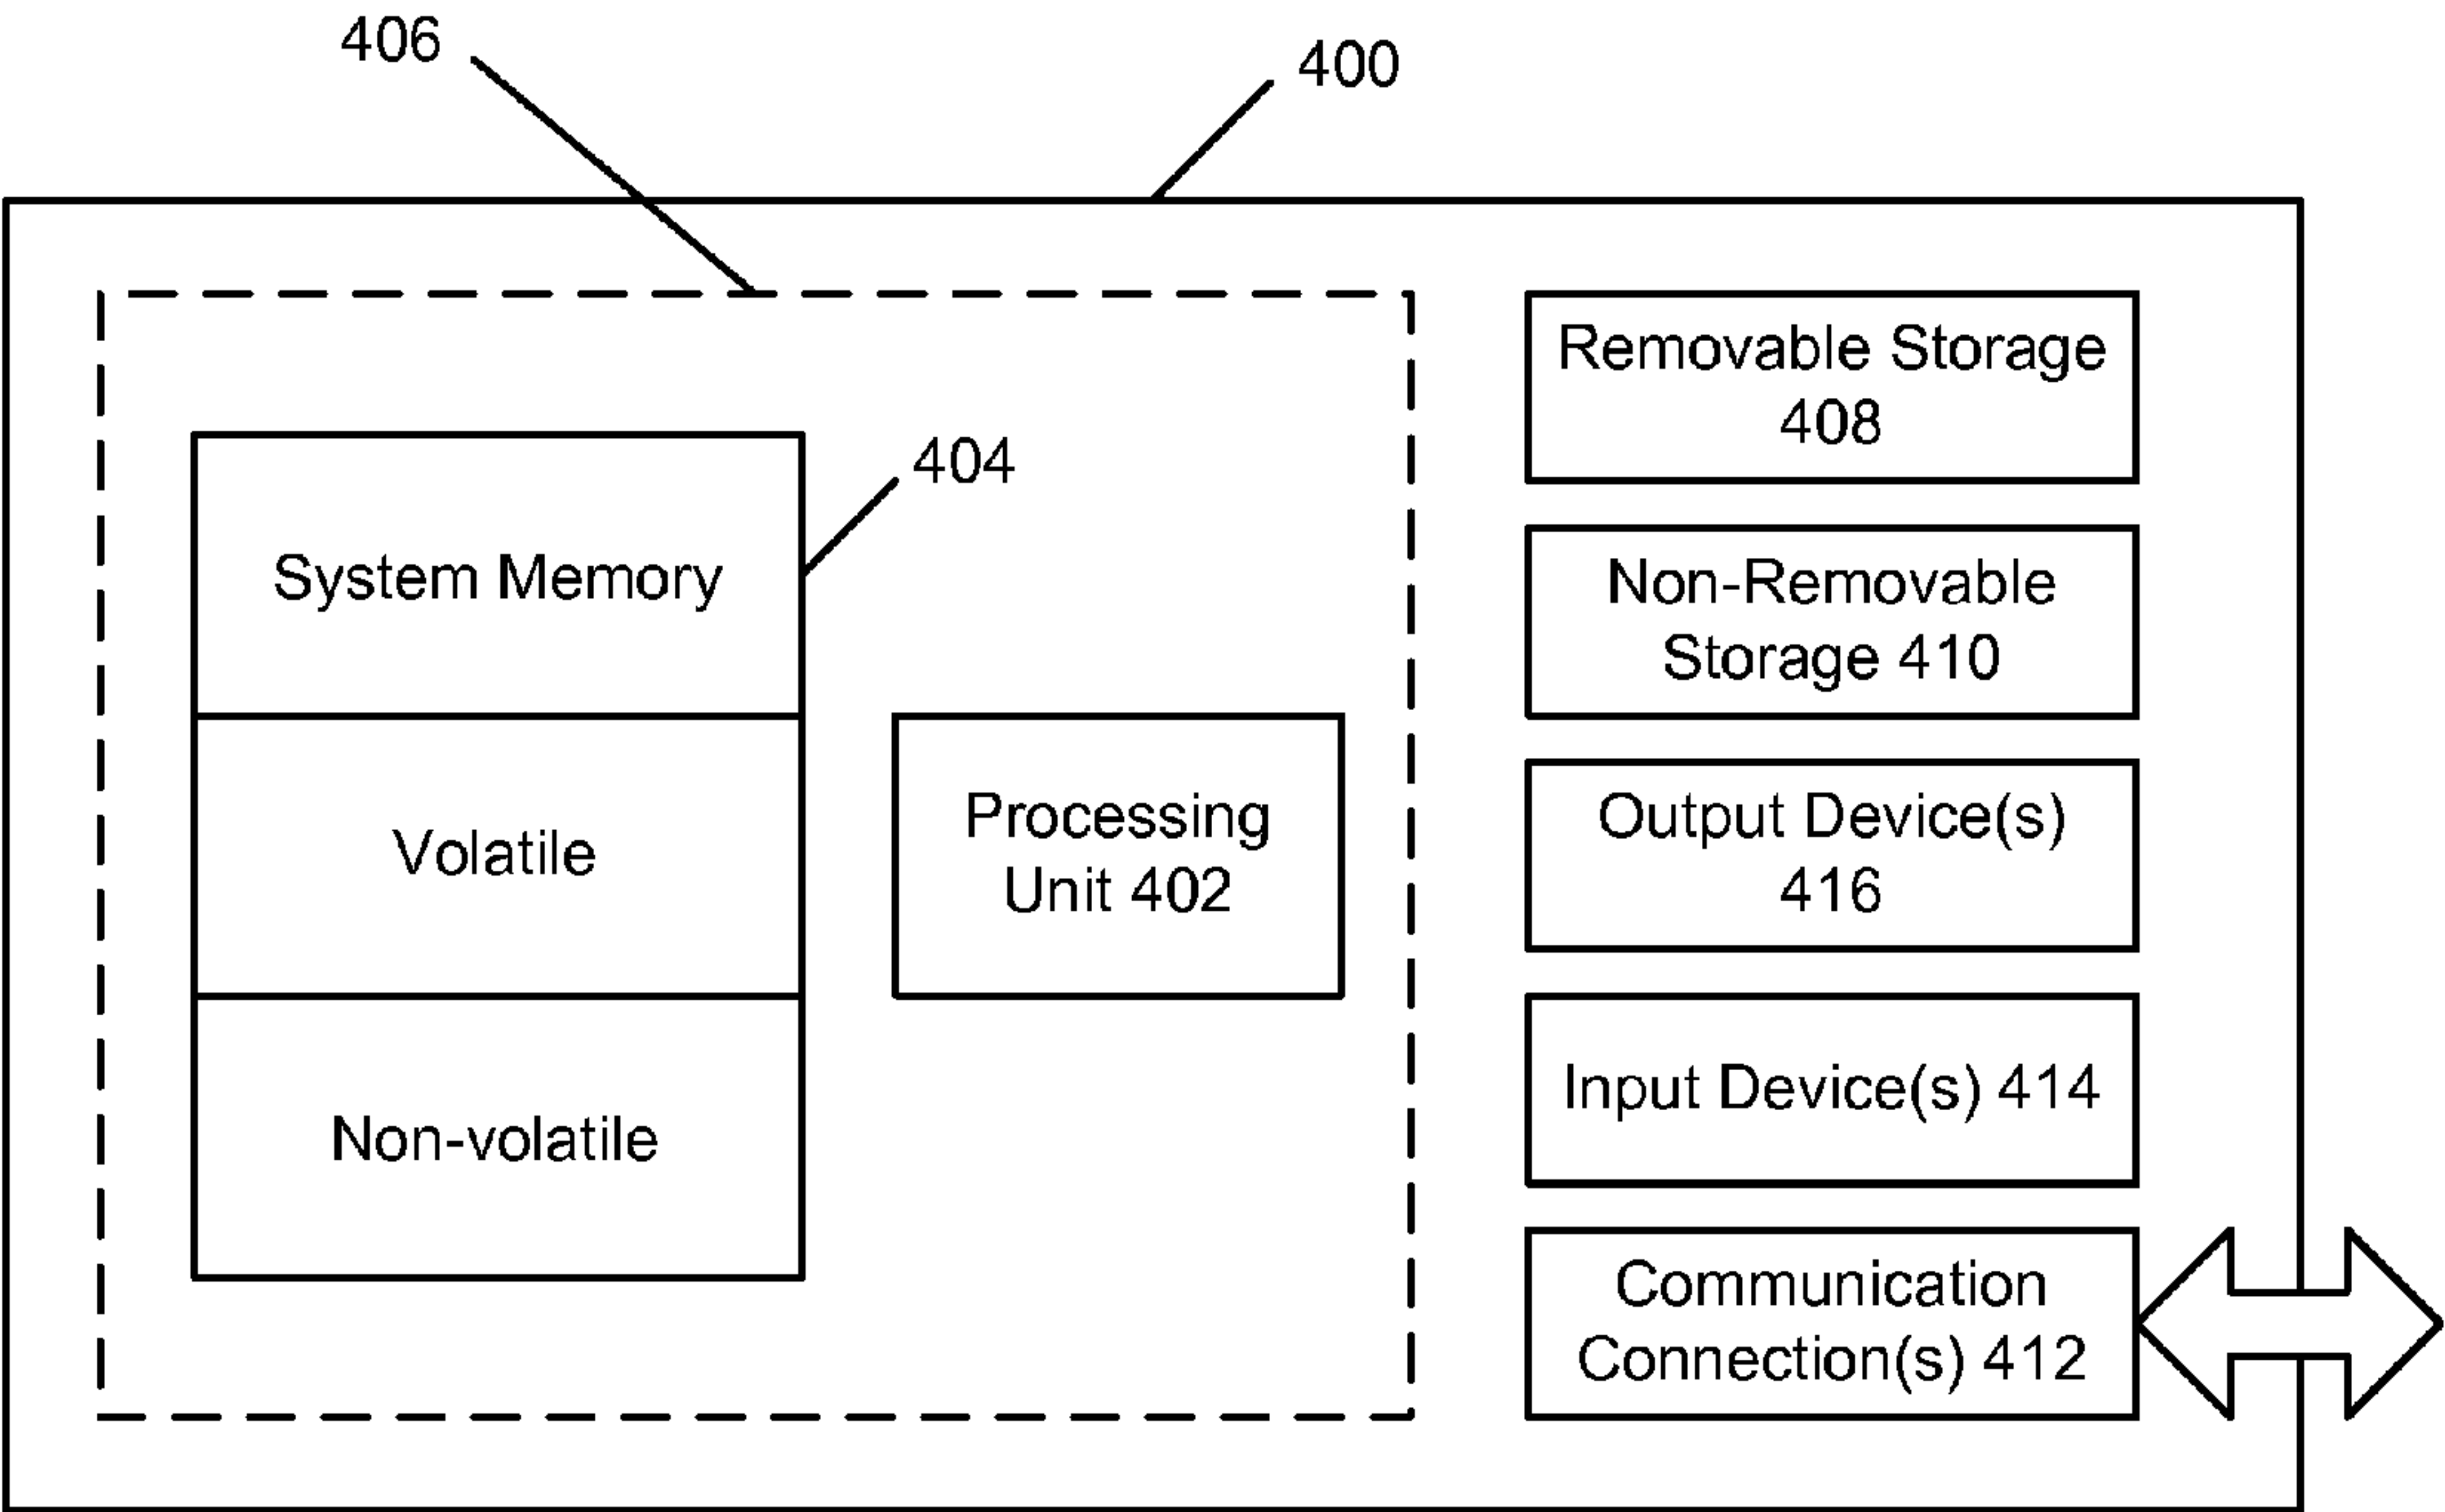 406
400
404
System Memory
Volatile
Non-volatile
Processing
Unit 402
Removable Storage
408
Non-Removable
Storage 410
Output Device(s)
416
Input Device(s) 414
Communication
Connection(s) 412